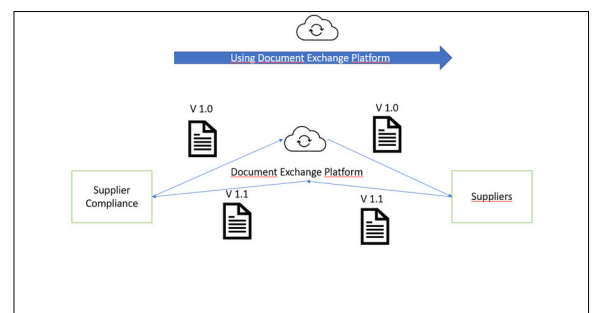 Using Document Exchange Platform
V 1.0
V 1.0
Document Exchange Platform
Supplier
Compliance
Suppliers
V 1.1
V 1.1